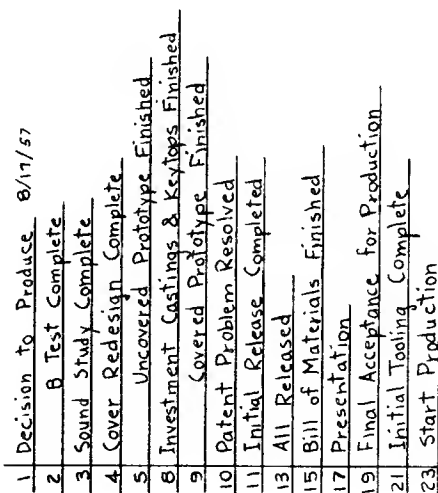 1 Decision to Produce 8/17/57
2 B Test Complete
3 Sound Study Complete
4 Cover Redesign Complete
5 Uncovered Prototype Finished
8 Investment Castings & Keytops Finished
9 Covered Prototype Finished
10 Patent Problem Resolved
11 Initial Release Completed
13 All Released
15 Bill of Materials Finished
17 Presentation
19 Final Acceptance for Production
21 Initial Tooling Complete
23 Start Production